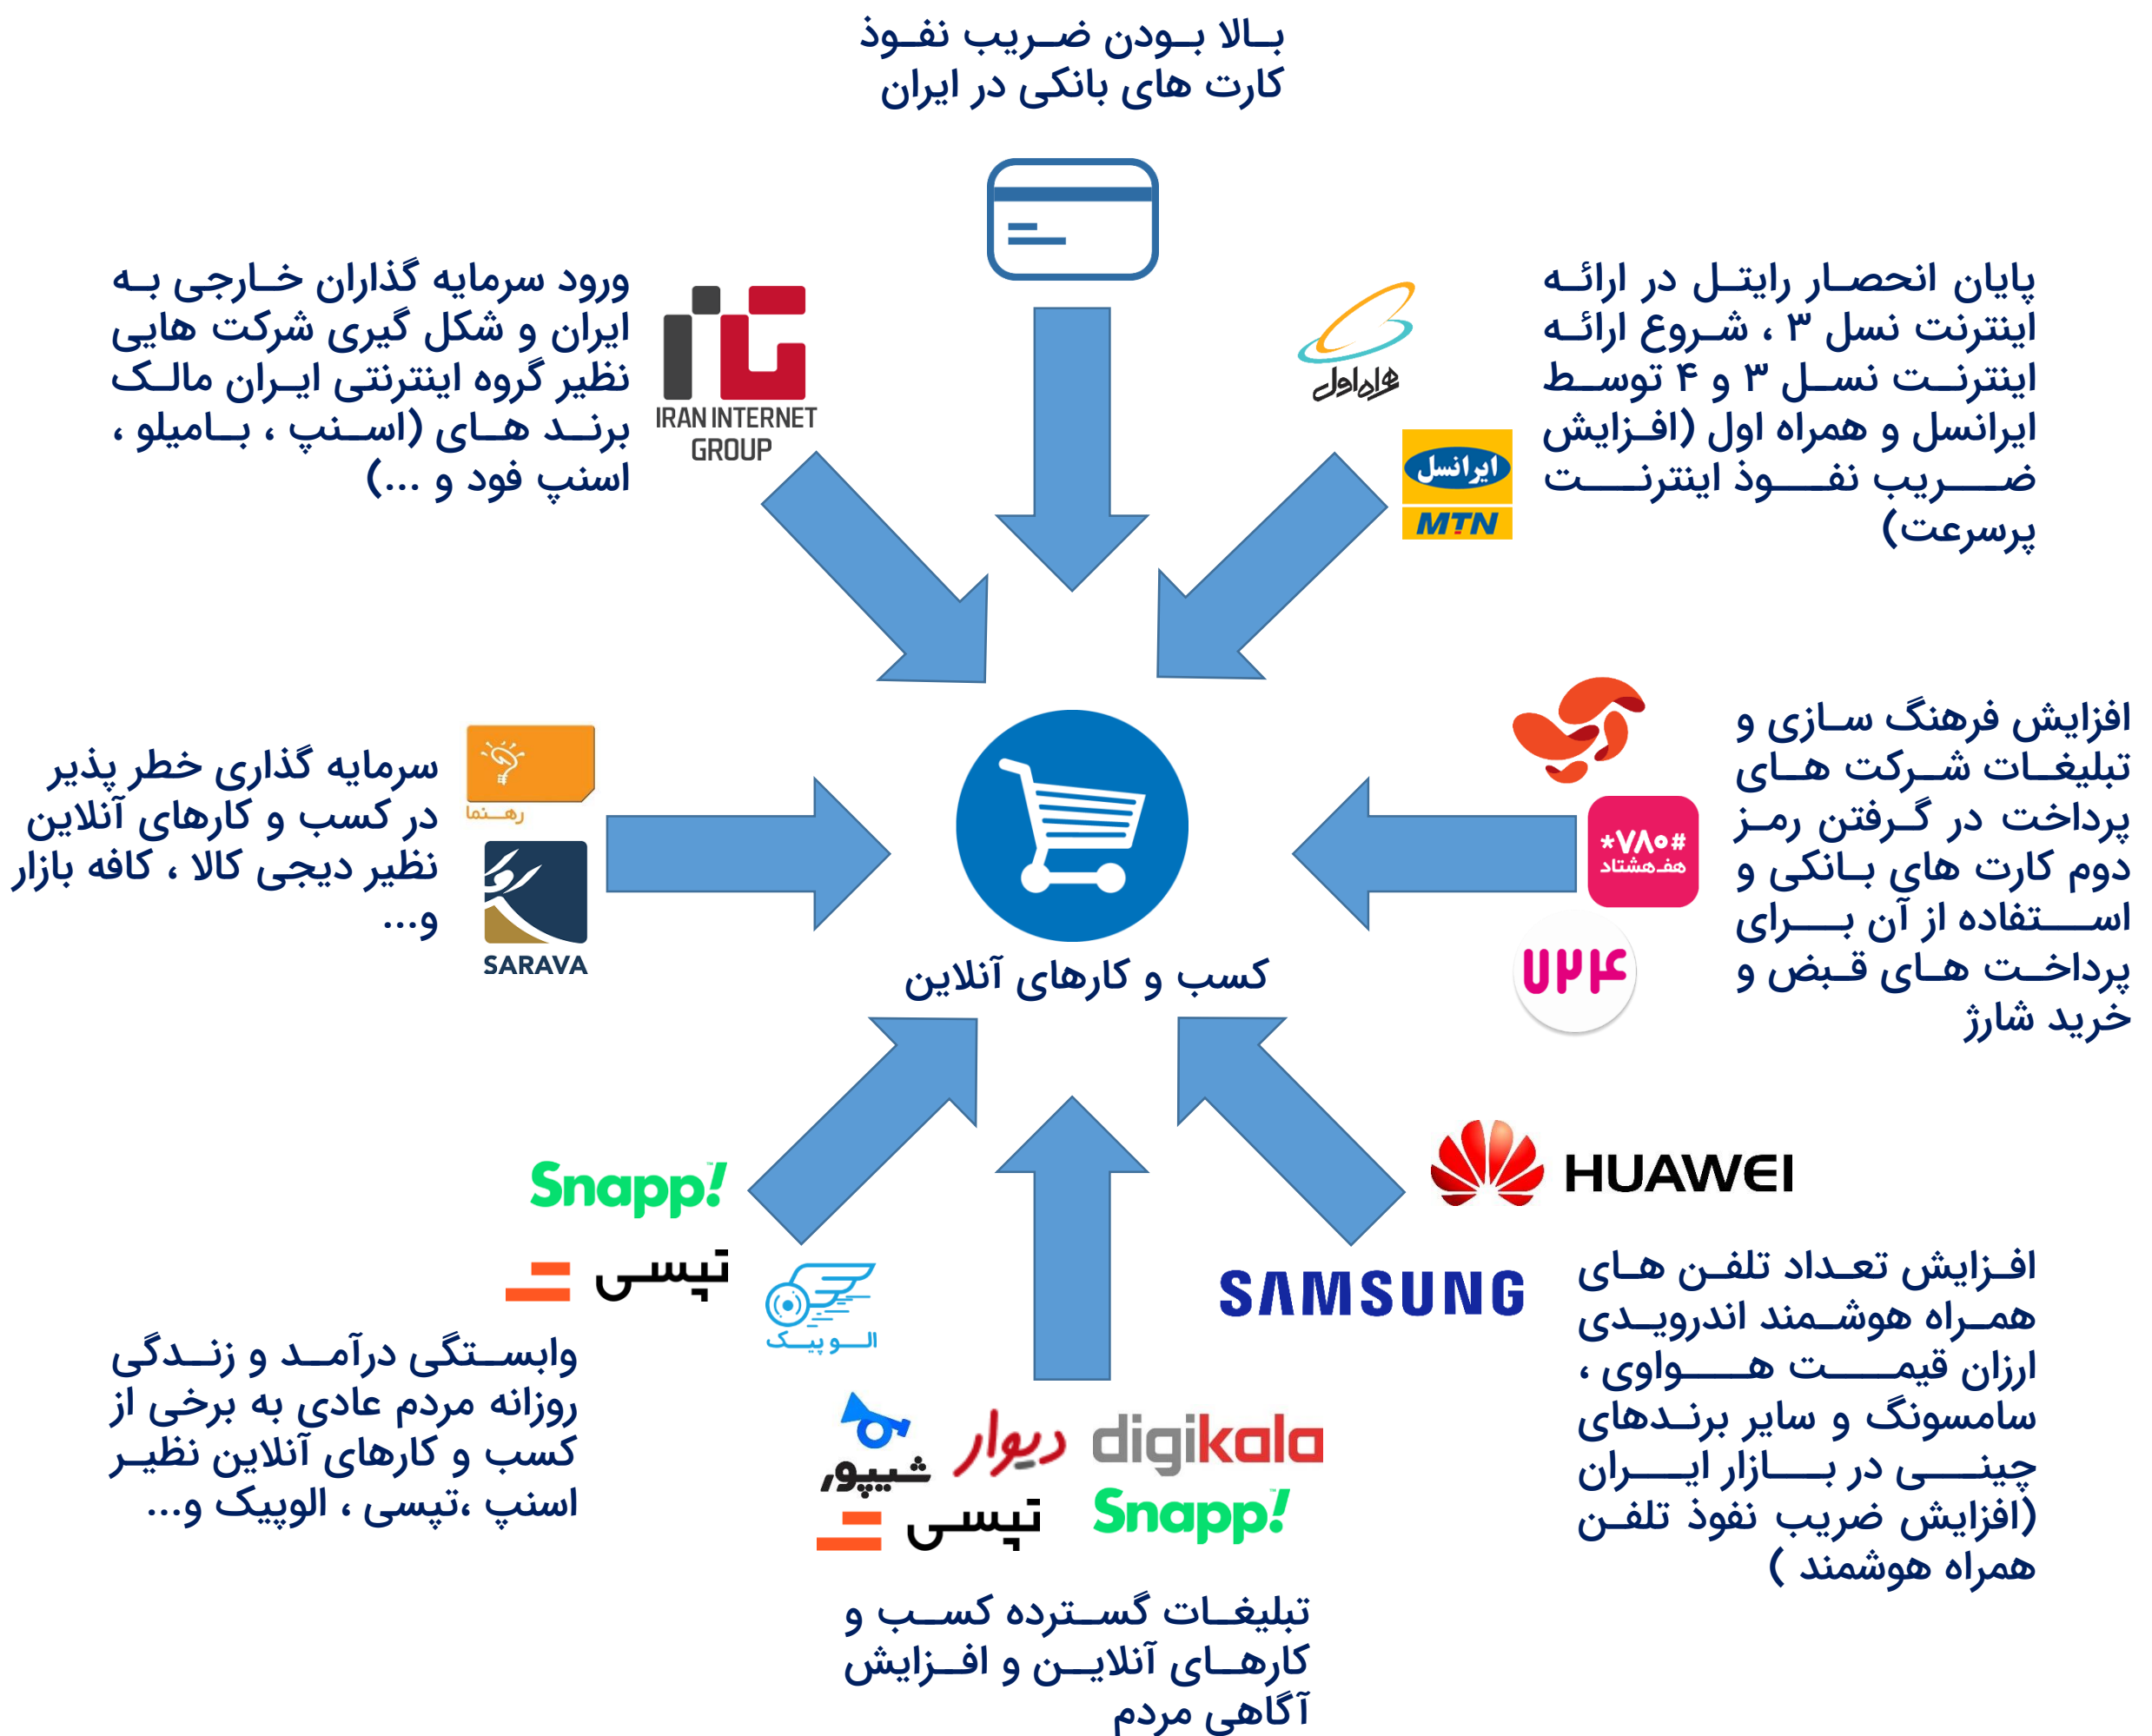 بالا بودن ضریب نفوذ
کارت های بانکی در ایران
پایان انحصار رایتل در ارائه
اینترنت نسل ۳ ، شروع ارائه
اینترنت نسل ۳ و ۴ توسط
ایرانسل و همراه اول (افزایش
ضریب نفوذ اینترنت
پرسرعت)
همراه اول
ایرانسل
MTN
ورود سرمایه گذاران خارجی به
ایران و شکل گیری شرکت هایی
نظیر گروه اینترنتی ایران مالک
برند های (اسنپ ، بامیلو ،
اسنپ فود و ...)
IRAN INTERNET
GROUP
افزایش فرهنگ سازی و
تبلیغات شرکت های
پرداخت در گرفتن رمز
دوم کارت های بانکی و
استفاده از آن برای
پرداخت های قبض و
خرید شارژ
*۷۸۰#
هفـهشتاد
۷۲۴
سرمایه گذاری خطر پذیر
در کسب و کارهای آنلاین
نظیر دیجی کالا ، کافه بازار
و...
رهنما
SARAVA
کسب و کارهای آنلاین
HUAWEI
SAMSUNG
افزایش تعداد تلفن های
همراه هوشمند اندرویدی
ارزان قیمت هواوی ،
سامسونگ و سایر برندهای
چینی در بازار ایران
(افزایش ضریب نفوذ تلفن
همراه هوشمند )
Snapp!™
تپسی
الوپیک
وابستگی درآمد و زندگی
روزانه مردم عادی به برخی از
کسب و کارهای آنلاین نظیر
اسنپ ،تپسی ، الوپیک و...
digikala
دیوار
شیپور
Snapp!™
تپسی
تبلیغات گسترده کسب و
کارهای آنلاین و افزایش
آگاهی مردم